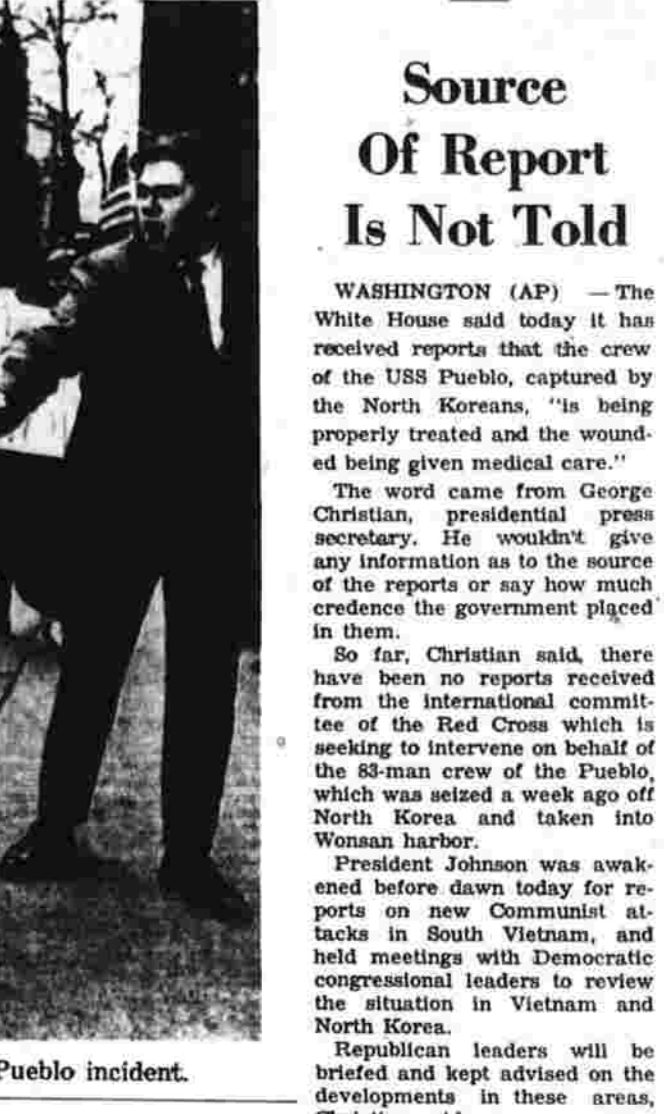 Source
Of Report
Is Not Told
WASHINGTON (AP) — The
White House said today it has
received reports that the crew
of the USS Pueblo, captured by
the North Koreans, "is being
properly treated and the wound-
ed being given medical care."
The word came from George
Christian, presidential press
secretary. He wouldn't give
any information as to the source
of the reports or say how much
credence the government placed
in them.
So far, Christian said, there
have been no reports received
from the international commit-
tee of the Red Cross which is
seeking to intervene on behalf of
the 83-man crew of the Pueblo,
which was seized a week ago off
North Korea and taken into
Wonsan harbor.
President Johnson was awak-
ened before dawn today for re-
ports on new Communist at-
tacks in South Vietnam, and
held meetings with Democratic
congressional leaders to review
the situation in Vietnam and
North Korea.
Republican leaders will be
briefed and kept advised on the
developments in these areas,
Pueblo incident.